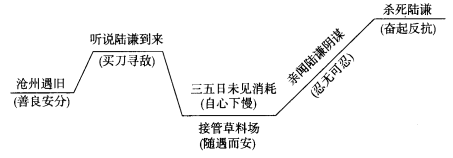 沧州遇旧
(善良安分)
听说陆谦到来
(买刀寻敌)
三五日未见消耗
(自心下慢)
接管草料场
(随遇而安)
亲闻陆谦阴谋
(忍无可忍)
杀死陆谦
(奋起反抗)